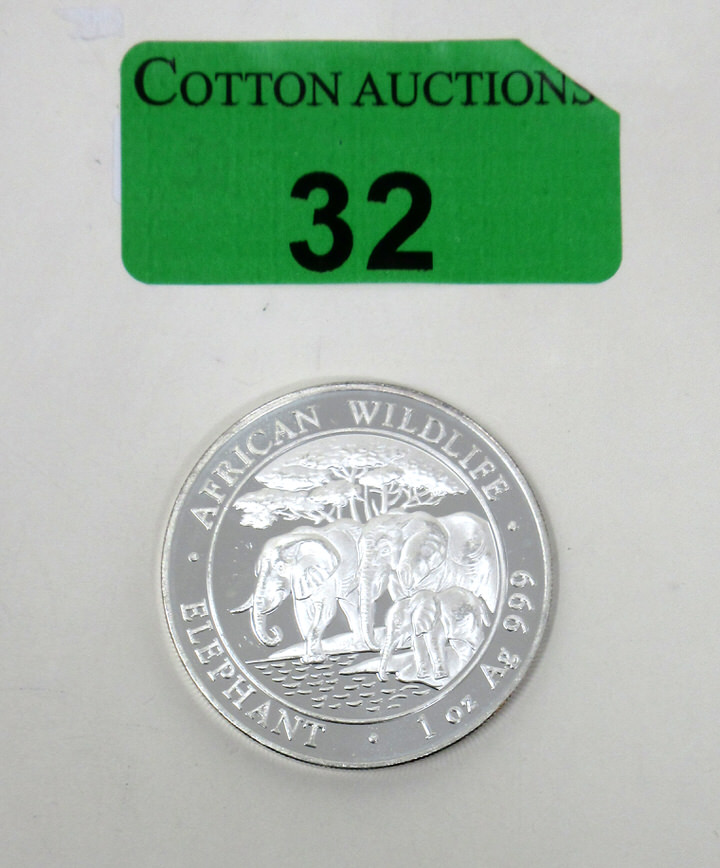 COTTON AUCTIONS
32
AFRICAN WILDLIFE
ELEPHANT · 1 oz Ag 999